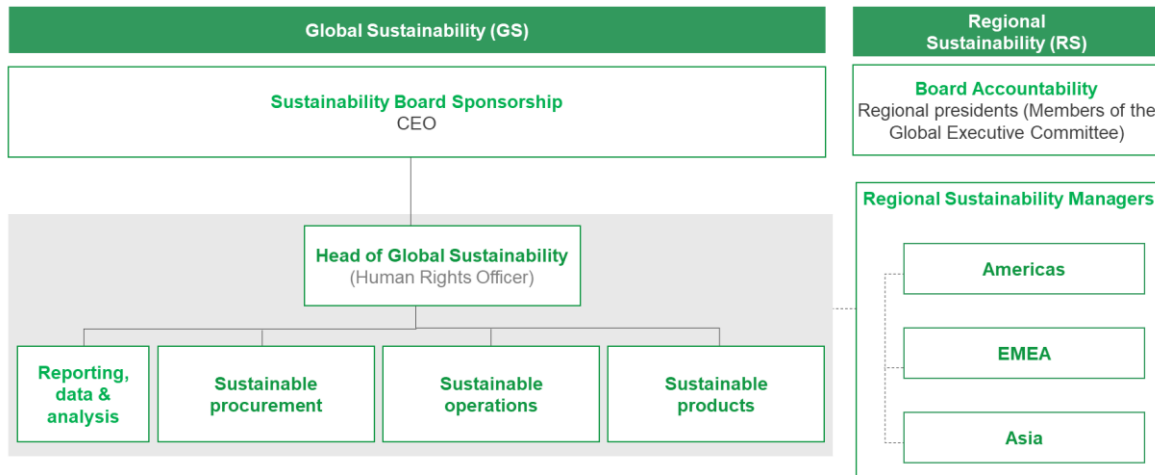 Global Sustainability (GS)
Regional
Sustainability (RS)
Sustainability Board Sponsorship
CEO
Board Accountability
Regional presidents (Members of the
Global Executive Committee)
Regional Sustainability Managers
Head of Global Sustainability
(Human Rights Officer)
Americas
EMEA
Asia
Reporting,
data &
analysis
Sustainable
procurement
Sustainable
operations
Sustainable
products